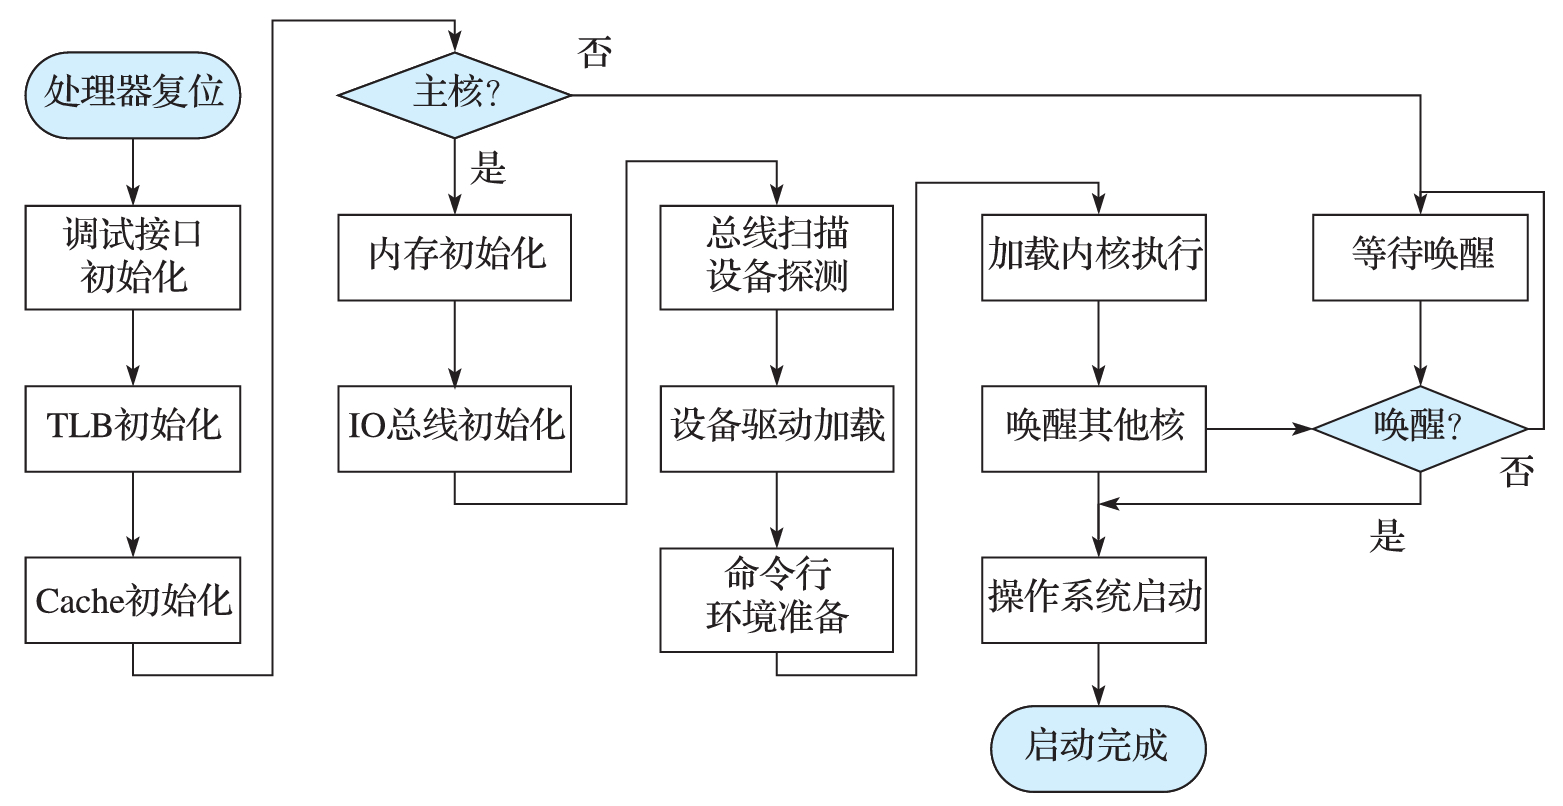 处理器复位
调试接口
初始化
TLB初始化
Cache初始化
主核?
否
是
内存初始化
IO总线初始化
总线扫描
设备探测
设备驱动加载
命令行
环境准备
加载内核执行
唤醒其他核
操作系统启动
启动完成
等待唤醒
唤醒?
否
是